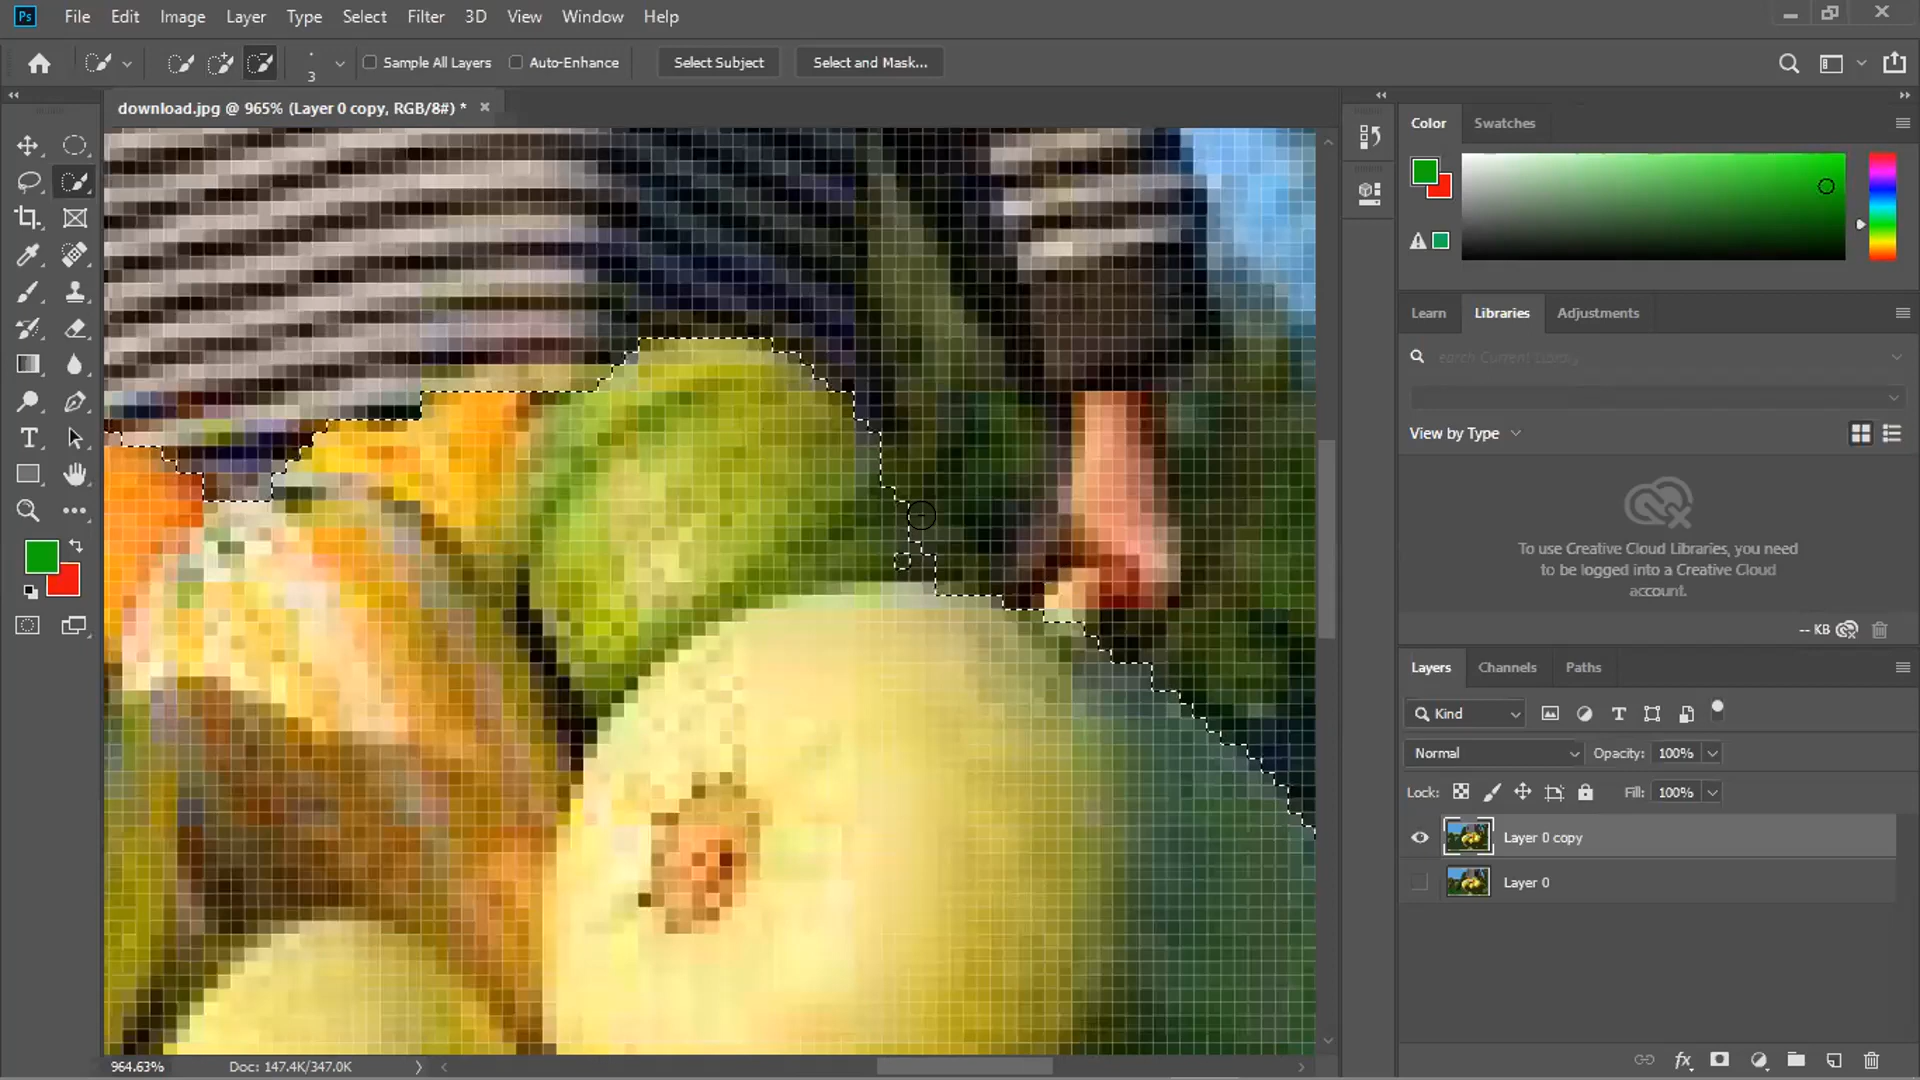 Ps File Edit Image Layer Type Select Filter 3D View Window Help
3 Sample All Layers Auto-Enhance Select Subject Select and Mask...
download.jpg @ 965% (Layer 0 copy, RGB/8#) *
Color Swatches
Learn Libraries Adjustments
earch Current Library
View by Type
To use Creative Cloud Libraries, you need
to be logged into a Creative Cloud
account.
-- KB
Layers Channels Paths
Kind T
Normal Opacity: 100%
Lock: Fill: 100%
Layer 0 copy
Layer 0
fx
964.63% Doc: 147.4K/347.0K